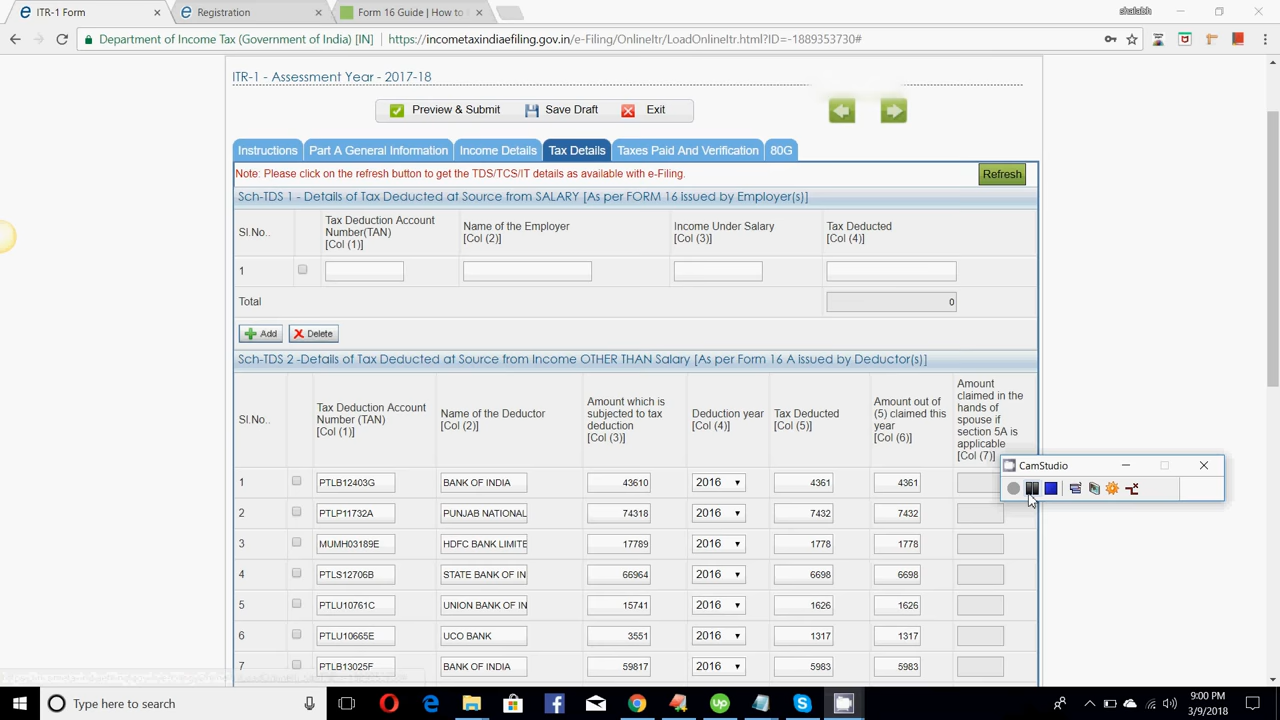 ITR-1 Form
Registration
Form 16 Guide | How to
shalabh
Department of Income Tax (Government of India) [IN]
https://incometaxindiaefiling.gov.in/e-Filing/OnlineItr/LoadOnlineItr.html?ID=-1889353730#
ITR-1 - Assessment Year - 2017-18
Preview & Submit
Save Draft
Exit
Instructions
Part A General Information
Income Details
Tax Details
Taxes Paid And Verification
80G
Note: Please click on the refresh button to get the TDS/TCS/IT details as available with e-Filing.
Refresh
Sch-TDS 1 - Details of Tax Deducted at Source from SALARY [As per FORM 16 issued by Employer(s)]
Sl.No..
Tax Deduction Account
Number(TAN)
[Col (1)]
Name of the Employer
[Col (2)]
Income Under Salary
[Col (3)]
Tax Deducted
[Col (4)]
1
Total
0
Add
Delete
Sch-TDS 2 -Details of Tax Deducted at Source from Income OTHER THAN Salary [As per Form 16 A issued by Deductor(s)]
Sl.No..
Tax Deduction Account
Number (TAN)
[Col (1)]
Name of the Deductor
[Col (2)]
Amount which is
subjected to tax
deduction
[Col (3)]
Deduction year
[Col (4)]
Tax Deducted
[Col (5)]
Amount out of
(5) claimed this
year
[Col (6)]
Amount
claimed in the
hands of
spouse if
section 5A is
applicable
[Col (7)]
CamStudio
1 PTLB12403G BANK OF INDIA 43610 2016 4361 4361
2 PTLP11732A PUNJAB NATIONAL 74318 2016 7432 7432
3 MUMH03189E HDFC BANK LIMITE 17789 2016 1778 1778
4 PTLS12706B STATE BANK OF IN 66964 2016 6698 6698
5 PTLU10761C UNION BANK OF IN 15741 2016 1626 1626
6 PTLU10665E UCO BANK 3551 2016 1317 1317
7 PTLB13025F BANK OF INDIA 59817 2016 5983 5983
Type here to search
9:00 PM
3/9/2018